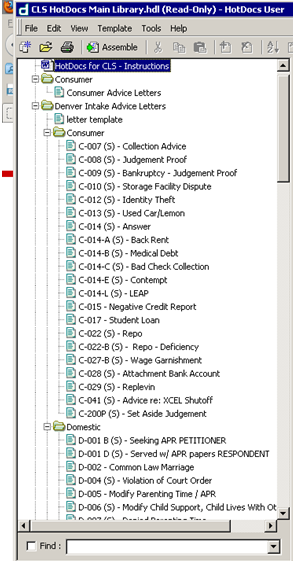 CLS HotDocs Main Library.hdl (Read-Only) - HotDocs User
File Edit View Template Tools Help
Assemble
HotDocs for CLS - Instructions
Consumer
Consumer Advice Letters
Denver Intake Advice Letters
letter template
Consumer
C-007 (S) - Collection Advice
C-008 (S) - Judgement Proof
C-009 (S) - Bankruptcy - Judgement Proof
C-010 (S) - Storage Facility Dispute
C-012 (S) - Identity Theft
C-013 (S) - Used Car/Lemon
C-014 (S) - Answer
C-014-A (S) - Back Rent
C-014-B (S) - Medical Debt
C-014-C (S) - Bad Check Collection
C-014-E (S) - Contempt
C-014-L (S) - LEAP
C-015 - Negative Credit Report
C-017 - Student Loan
C-022 (S) - Repo
C-022-B (S) - Repo - Deficiency
C-027-B (S) - Wage Garnishment
C-028 (S) - Attachment Bank Account
C-029 (S) - Replevin
C-041 (S) - Advice re: XCEL Shutoff
C-200P (S) - Set Aside Judgement
Domestic
D-001 B (S) - Seeking APR PETITIONER
D-001 D (S) - Served w/ APR papers RESPONDENT
D-002 - Common Law Marriage
D-004 (S) - Violation of Court Order
D-005 - Modify Parenting Time / APR
D-006 (S) - Modify Child Support, Child Lives With Ot
D-007 (S) - Denied Parenting Time
Find :